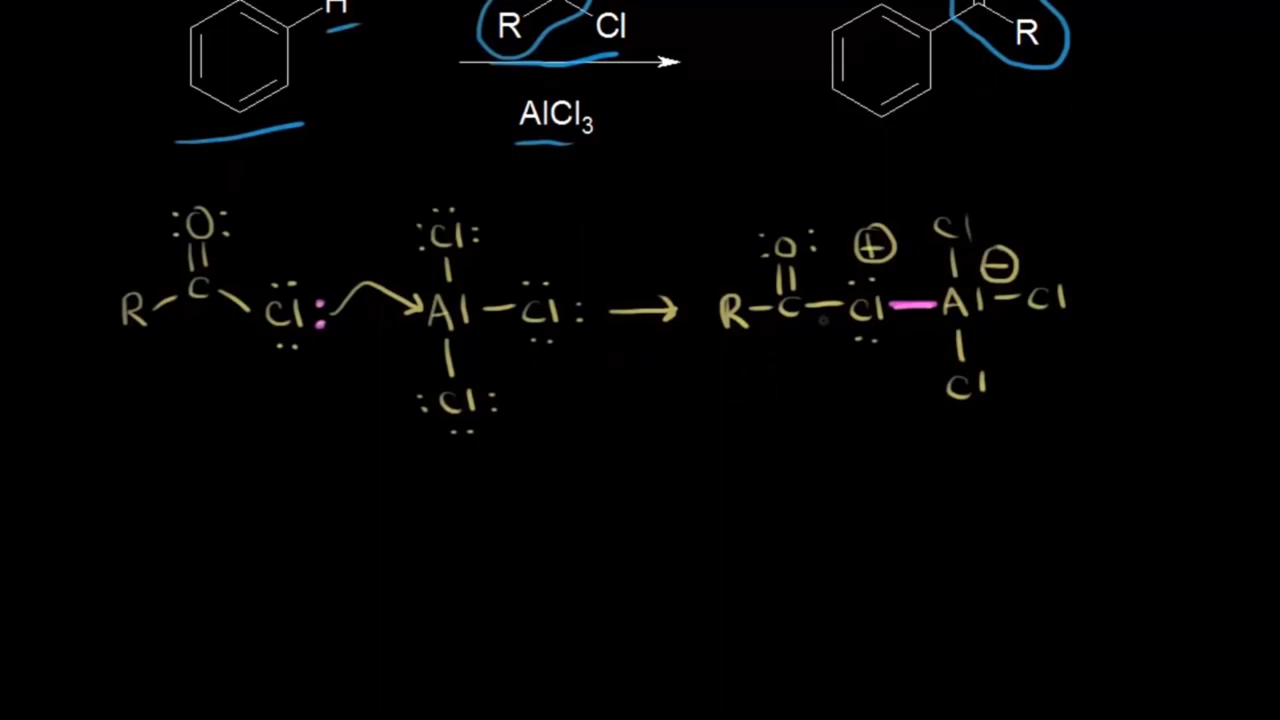 H
R Cl
R
AlCl3
:O: :Cl: :O: ⊕ Cl ⊖
R C Cl: Al Cl: → R-C-Cl-Al-Cl
:Cl: Cl